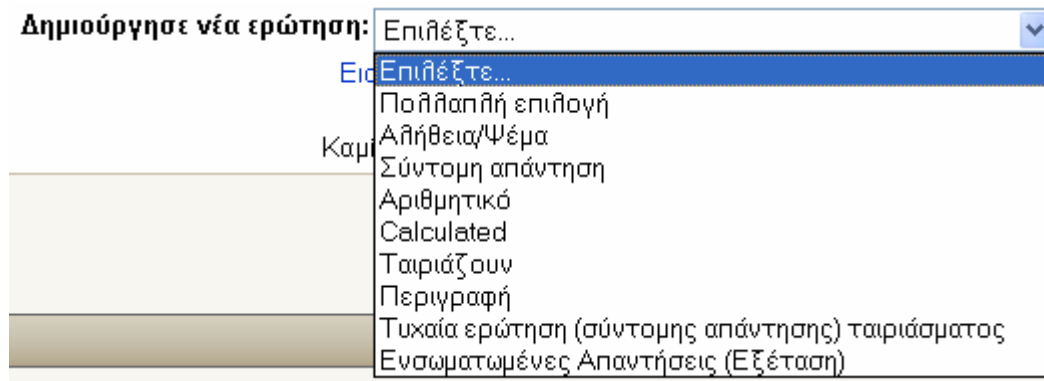 Δημιούργησε νέα ερώτηση: Επιλέξτε...
Επιλέξτε...
Πολλαπλή επιλογή
Αλήθεια/Ψέμα
Σύντομη απάντηση
Αριθμητικό
Calculated
Ταιριάζουν
Περιγραφή
Τυχαία ερώτηση (σύντομης απάντησης) ταιριάσματος
Ενσωματωμένες Απαντήσεις (Εξέταση)